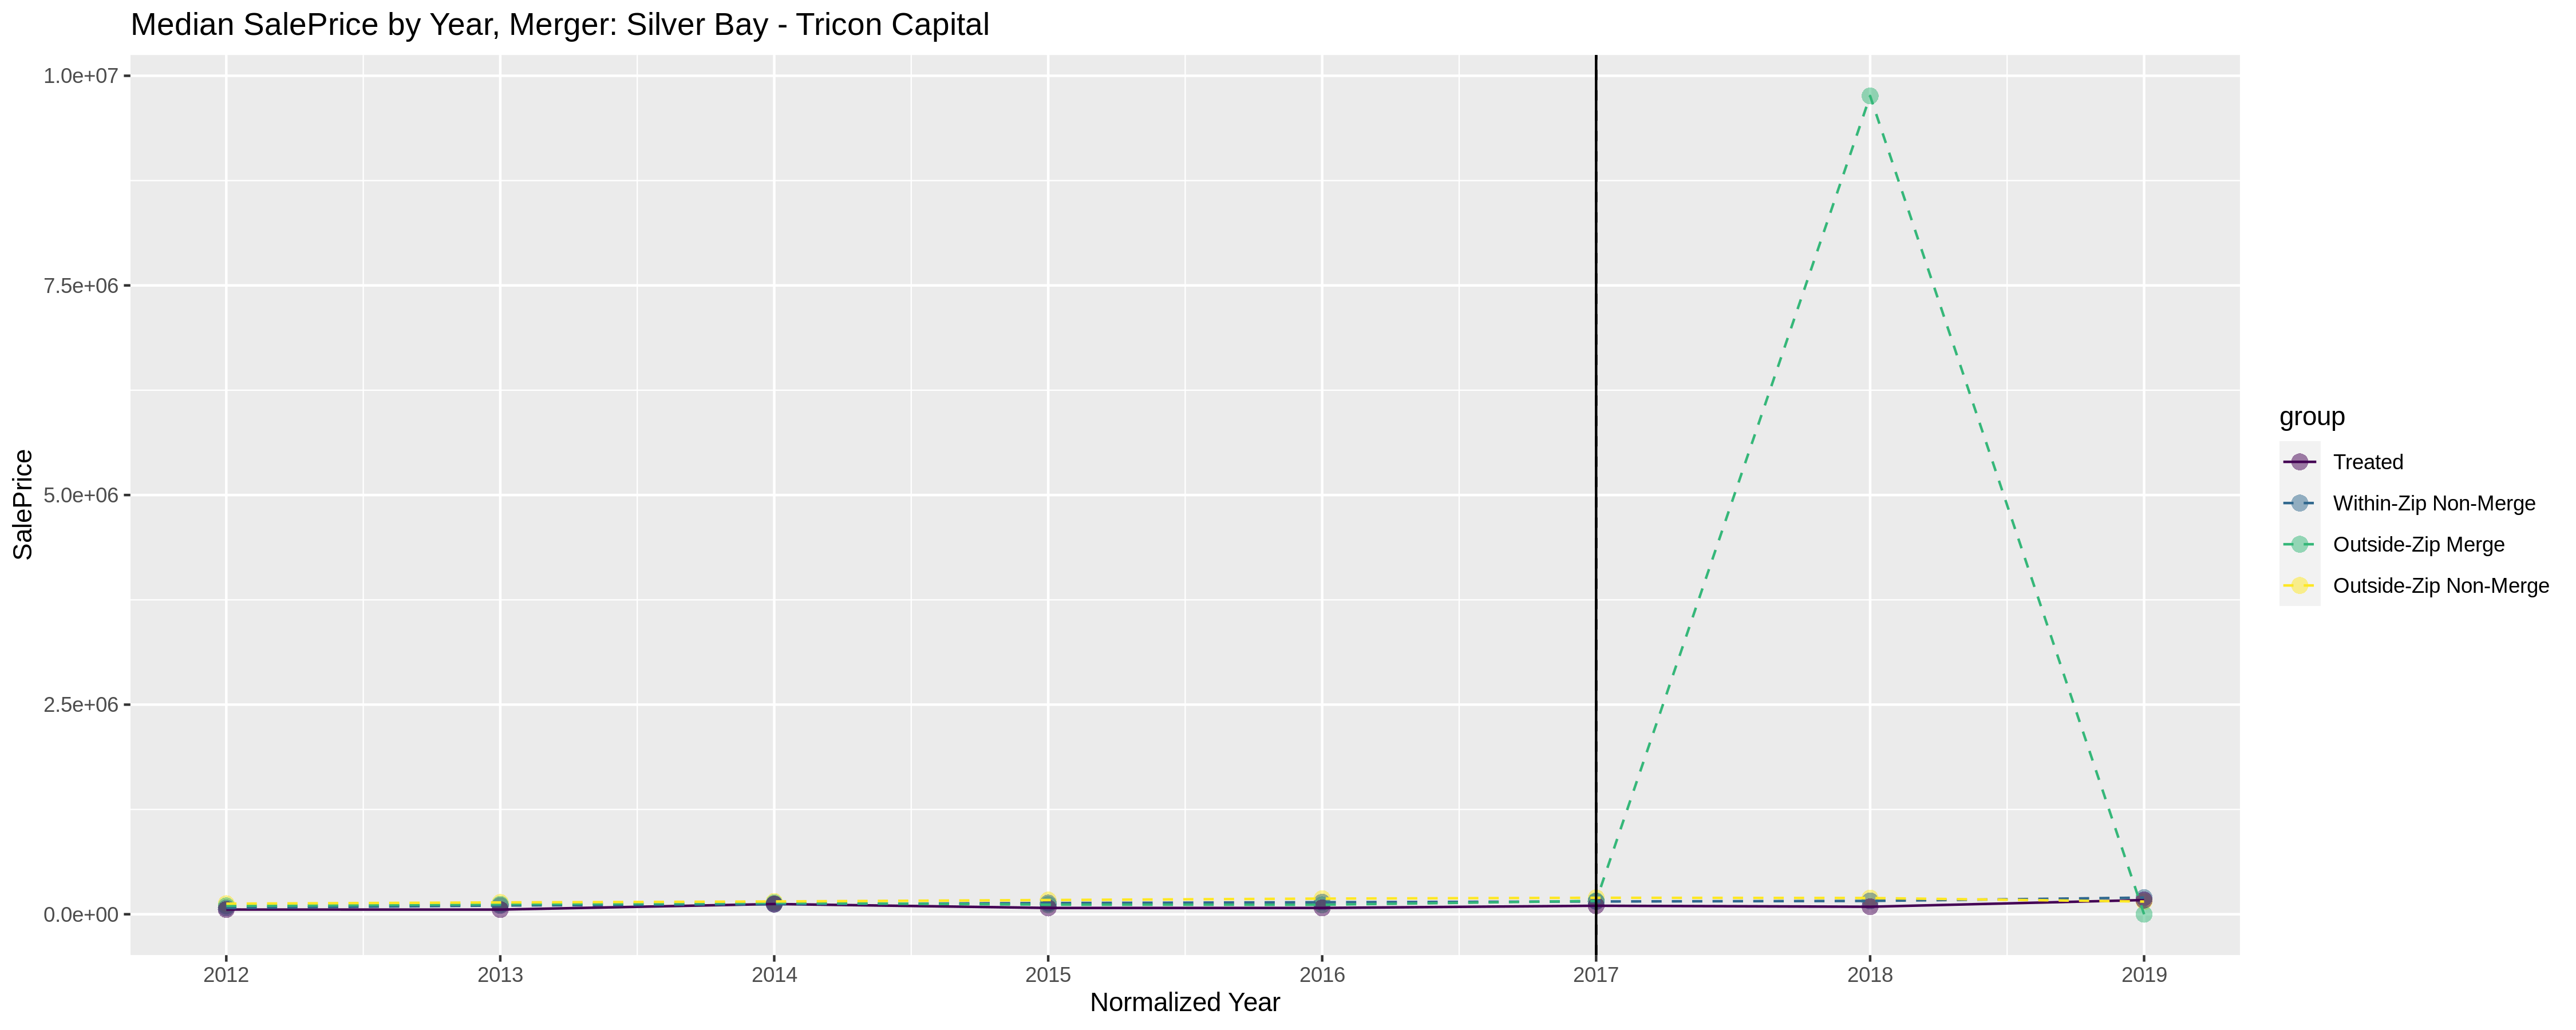 Median SalePrice by Year, Merger: Silver Bay - Tricon Capital
1.0e+07
7.5e+06
5.0e+06
2.5e+06
0.0e+00
SalePrice
2012 2013 2014 2015 2016 2017 2018 2019
Normalized Year
group
Treated
Within-Zip Non-Merge
Outside-Zip Merge
Outside-Zip Non-Merge